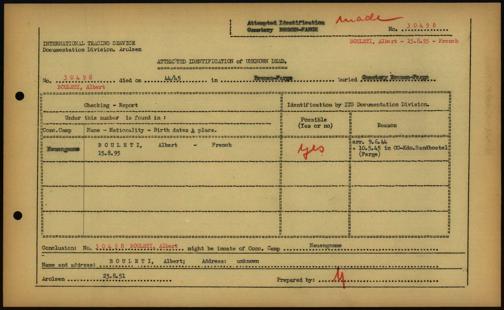 Attempted Identification made
Cemetery BREMEN-FARGE No. 30498
BOULETI, Albert - 15.8.95 - French
INTERNATIONAL TRACING SERVICE
Documentation Division, Arolsen
ATTEMPTED IDENTIFICATION of UNKNOWN DEAD.
No. 30498 died on 44/45 in Bremen-Farge buried Cemetery Bremen-Farge
BOULETI, Albert
Checking - Report
Identification by ITS Documentation Division.
Under this number is found in :
Possible (Yes or no)
Reason
Conc.Camp
Name - Nationality - Birth dates & place.
Neuengamme
BOULETI, Albert - French
15.8.95
yes
arr. 9.6.44
+ 10.5.45 in CC-Kdo.Sandbostel
(Farge)
Conclusion: No. 30498 BOULETI, Albert might be inmate of Conc. Camp Neuengamme
Name and address: BOULETI, Albert; Address: unknown
Arolsen 23.8.51 Prepared by: